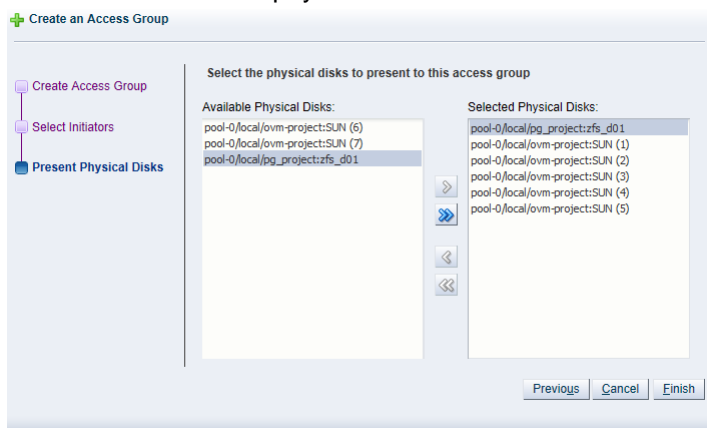 Create an Access Group
Create Access Group
Select Initiators
Present Physical Disks
Select the physical disks to present to this access group
Available Physical Disks:
pool-0/local/ovm-project:SUN (6)
pool-0/local/ovm-project:SUN (7)
pool-0/local/pg_project:zfs_d01
Selected Physical Disks:
pool-0/local/pg_project:zfs_d01
pool-0/local/ovm-project:SUN (1)
pool-0/local/ovm-project:SUN (2)
pool-0/local/ovm-project:SUN (3)
pool-0/local/ovm-project:SUN (4)
pool-0/local/ovm-project:SUN (5)
Previous Cancel Finish